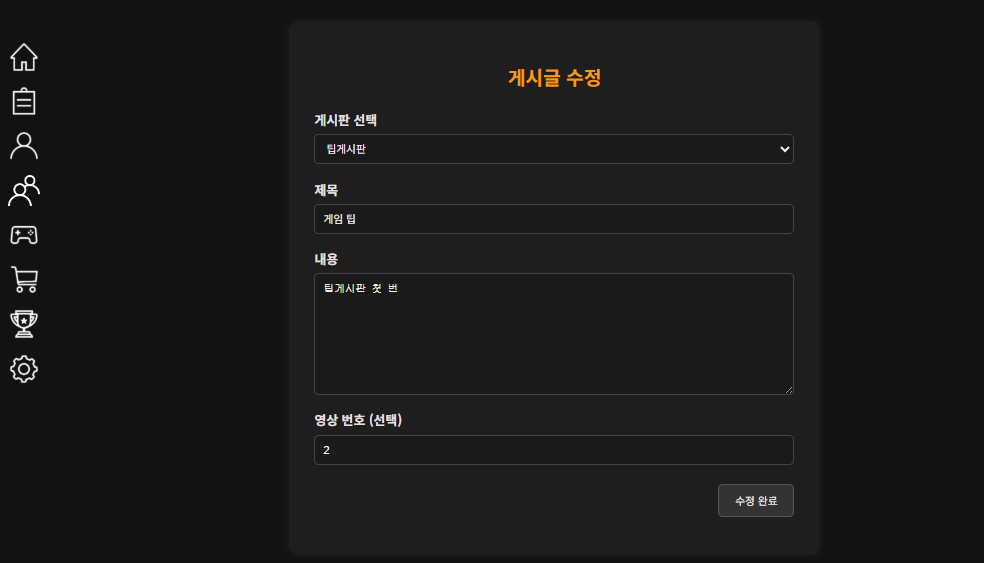 게시글 수정
게시판 선택
팁게시판
제목
게임 팁
내용
팁게시판 첫 번
영상 번호 (선택)
2
수정 완료